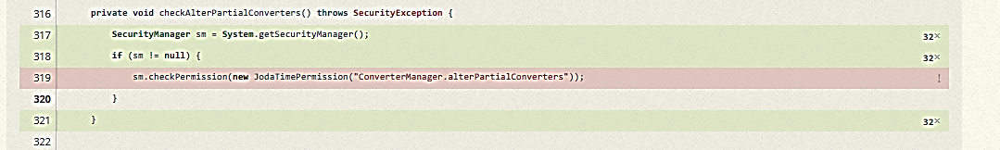 316 private void checkAlterPartialConverters() throws SecurityException {
317 SecurityManager sm = System.getSecurityManager(); 32×
318 if (sm != null) { 32×
319 sm.checkPermission(new JodaTimePermission("ConverterManager.alterPartialConverters")); !
320 }
321 } 32×
322